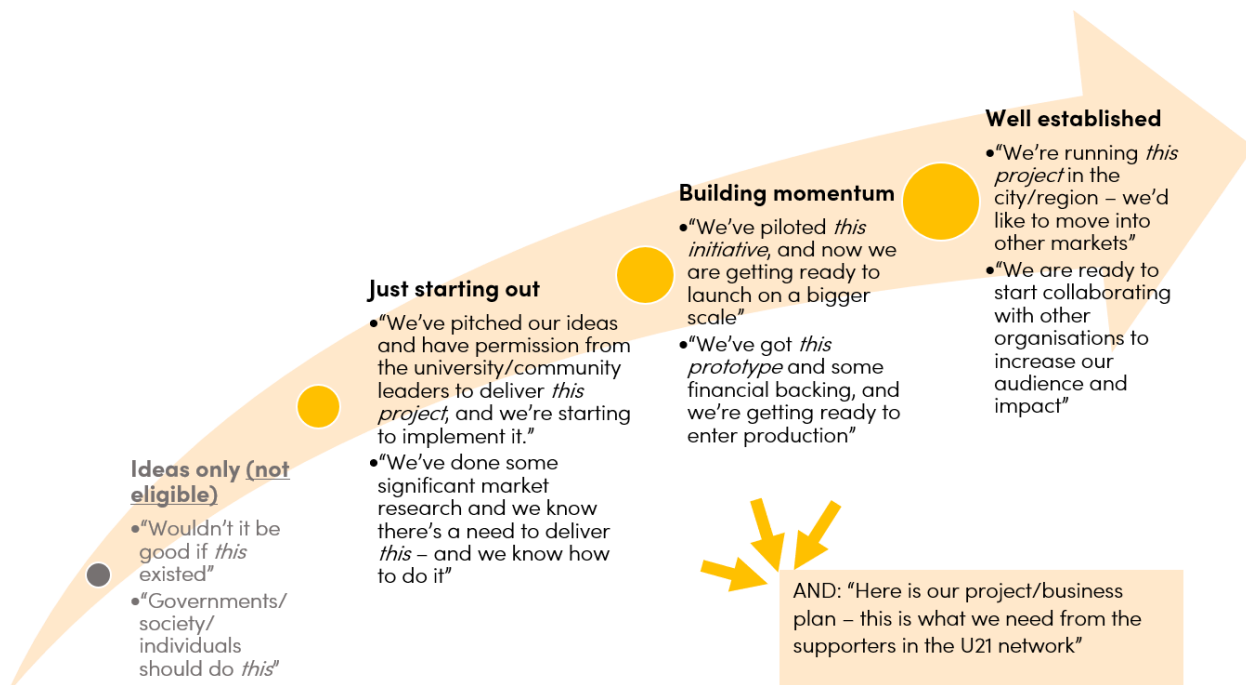 Ideas only (not
eligible)
•“Wouldn’t it be
good if this
existed”
•“Governments/
society/
individuals
should do this”
Just starting out
•“We’ve pitched our ideas
and have permission from
the university/community
leaders to deliver this
project, and we’re starting
to implement it.”
•“We’ve done some
significant market
research and we know
there’s a need to deliver
this – and we know how
to do it”
Building momentum
•“We’ve piloted this
initiative, and now we
are getting ready to
launch on a bigger
scale”
•“We’ve got this
prototype and some
financial backing, and
we’re getting ready to
enter production”
Well established
•“We’re running this
project in the
city/region – we’d
like to move into
other markets”
•“We are ready to
start collaborating
with other
organisations to
increase our
audience and
impact”
AND: “Here is our project/business
plan – this is what we need from the
supporters in the U21 network”